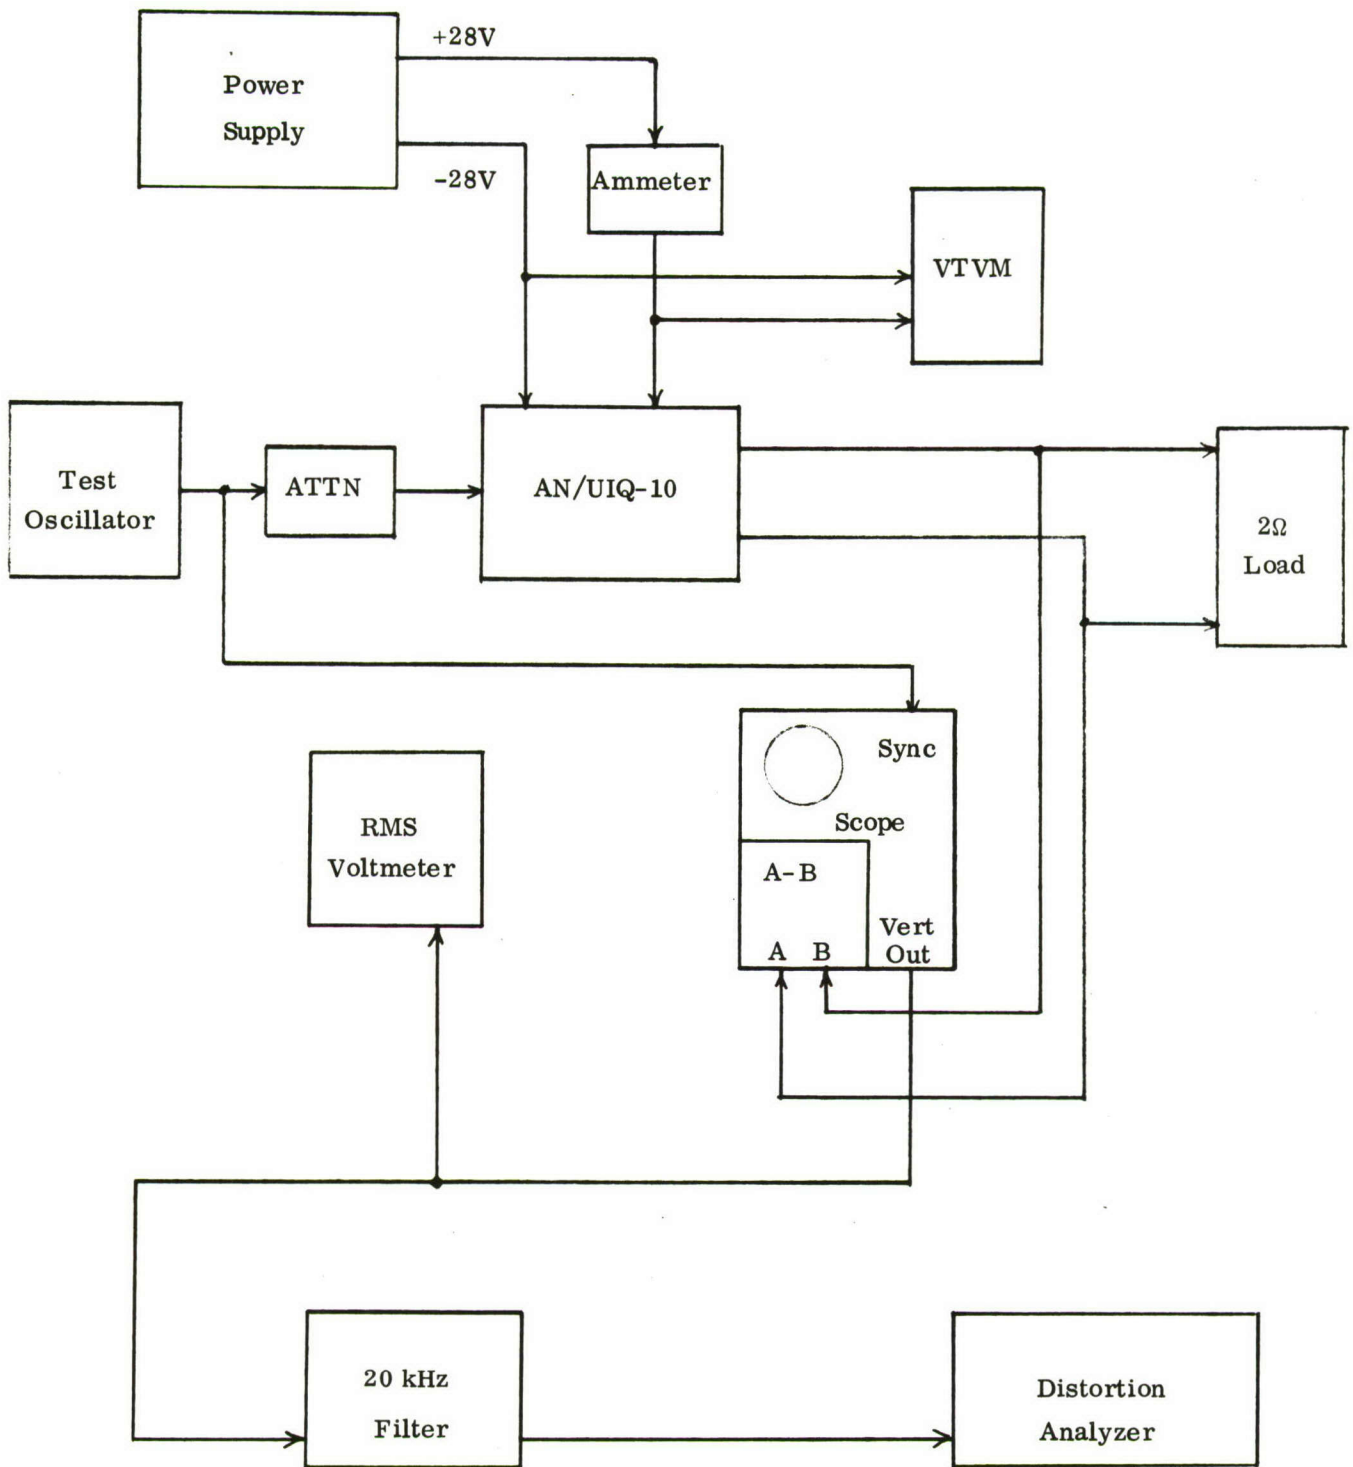 +28V
Power
Supply
-28V
Ammeter
VTVM
Test
Oscillator
ATTN
AN/UIQ-10
2Ω
Load
Sync
Scope
RMS
Voltmeter
A-B
Vert
Out
A B
20 kHz
Filter
Distortion
Analyzer